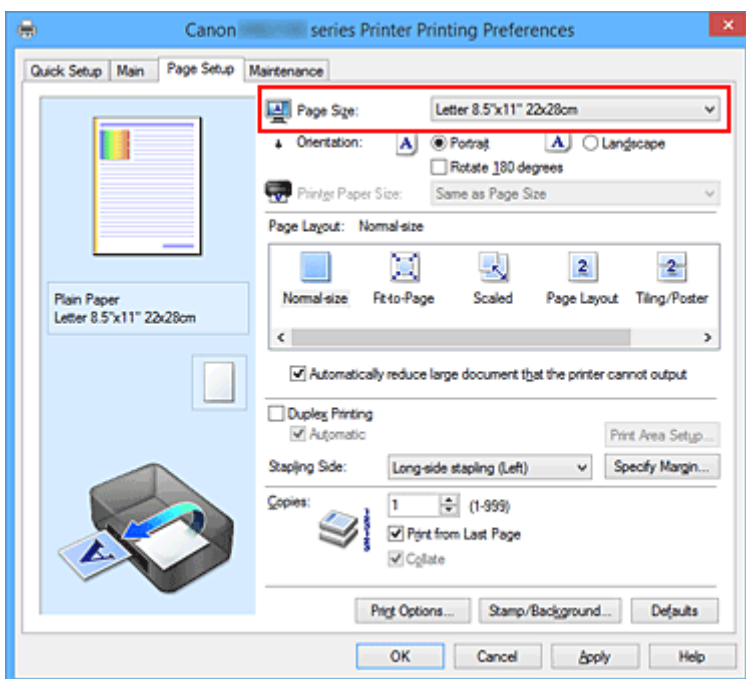 Canon series Printer Printing Preferences
Quick Setup Main Page Setup Maintenance
Page Size: Letter 8.5"x11" 22x28cm
Orientation: A Portrait A Landscape
Rotate 180 degrees
Printer Paper Size: Same as Page Size
Page Layout: Normal-size
2 2
Normal-size Fit-to-Page Scaled Page Layout Tiling/Poster
Plain Paper
Letter 8.5"x11" 22x28cm
Automatically reduce large document that the printer cannot output
Duplex Printing
Automatic
Print Area Setup...
Stapling Side: Long-side stapling (Left) Specify Margin...
Copies: 1 (1-999)
Print from Last Page
Collate
A
Print Options... Stamp/Background... Defaults
OK Cancel Apply Help